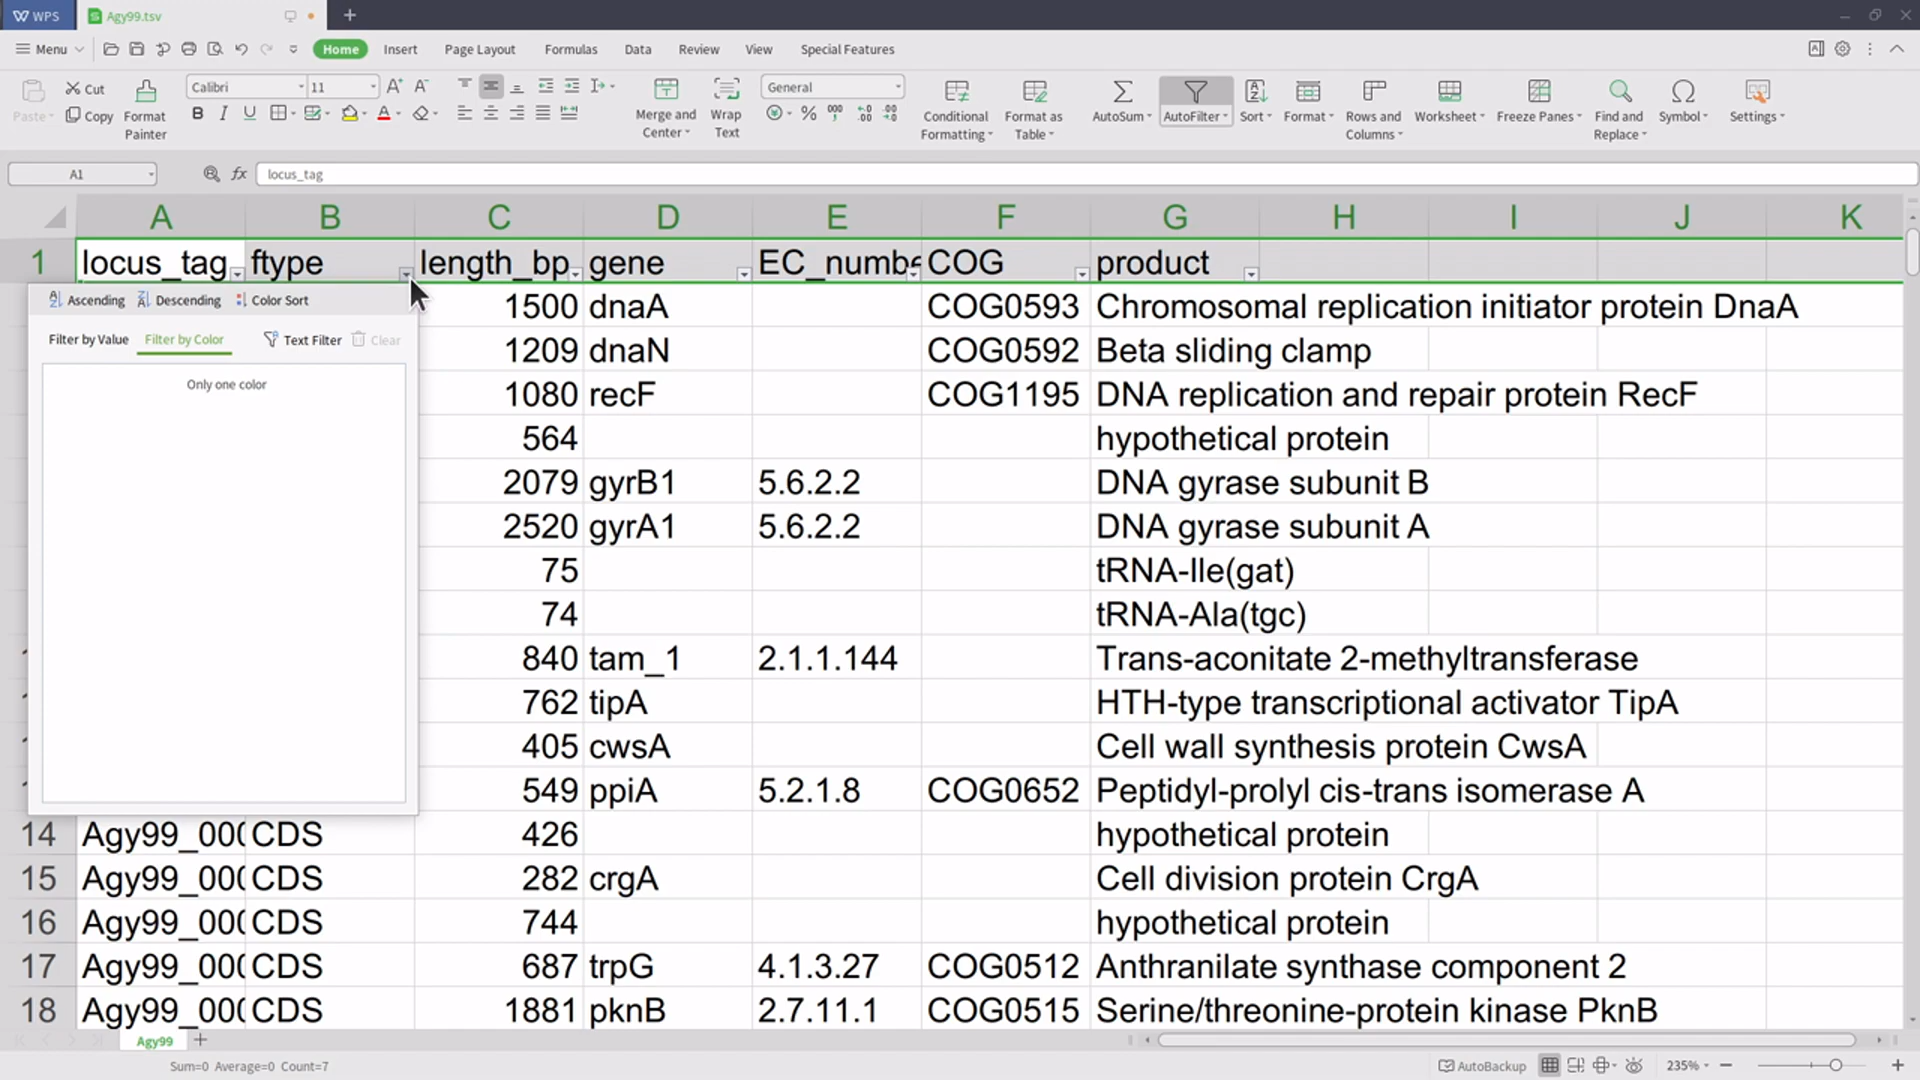 WPS Agy99.tsv
Menu Home Insert Page Layout Formulas Data Review View Special Features
Paste Cut Copy Format Painter Calibri 11 Merge and Center Wrap Text General Conditional Formatting Format as Table AutoSum AutoFilter Sort Format Rows and Columns Worksheet Freeze Panes Find and Replace Symbol Settings
A1 fx locus_tag
A B C D E F G H I J K
1 locus_tag ftype length_bp gene EC_numbe COG product
Ascending Descending Color Sort
Filter by Value Filter by Color Text Filter Clear
Only one color
1500 dnaA COG0593 Chromosomal replication initiator protein DnaA
1209 dnaN COG0592 Beta sliding clamp
1080 recF COG1195 DNA replication and repair protein RecF
564 hypothetical protein
2079 gyrB1 5.6.2.2 DNA gyrase subunit B
2520 gyrA1 5.6.2.2 DNA gyrase subunit A
75 tRNA-Ile(gat)
74 tRNA-Ala(tgc)
840 tam_1 2.1.1.144 Trans-aconitate 2-methyltransferase
762 tipA HTH-type transcriptional activator TipA
405 cwsA Cell wall synthesis protein CwsA
549 ppiA 5.2.1.8 COG0652 Peptidyl-prolyl cis-trans isomerase A
14 Agy99_000 CDS 426 hypothetical protein
15 Agy99_000 CDS 282 crgA Cell division protein CrgA
16 Agy99_000 CDS 744 hypothetical protein
17 Agy99_000 CDS 687 trpG 4.1.3.27 COG0512 Anthranilate synthase component 2
18 Agy99_000 CDS 1881 pknB 2.7.11.1 COG0515 Serine/threonine-protein kinase PknB
Agy99
Sum=0 Average=0 Count=7 AutoBackup 235%